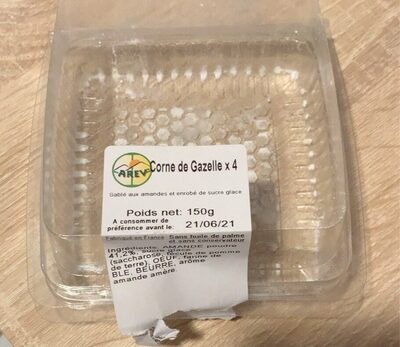 AREV
Corne de Gazelle x 4
Sablé aux amandes et enrobé de sucre glace
Poids net: 150g
A consommer de
préférence avant le: 21/06/21
Fabriqué en France Sans huile de palme
et sans conservateur
Ingrédients: AMANDE poudre
41,2%, sucre glace
(saccharose, fécule de pomme
de terre), OEUF, farine de
BLE, BEURRE, arôme
amande amère.